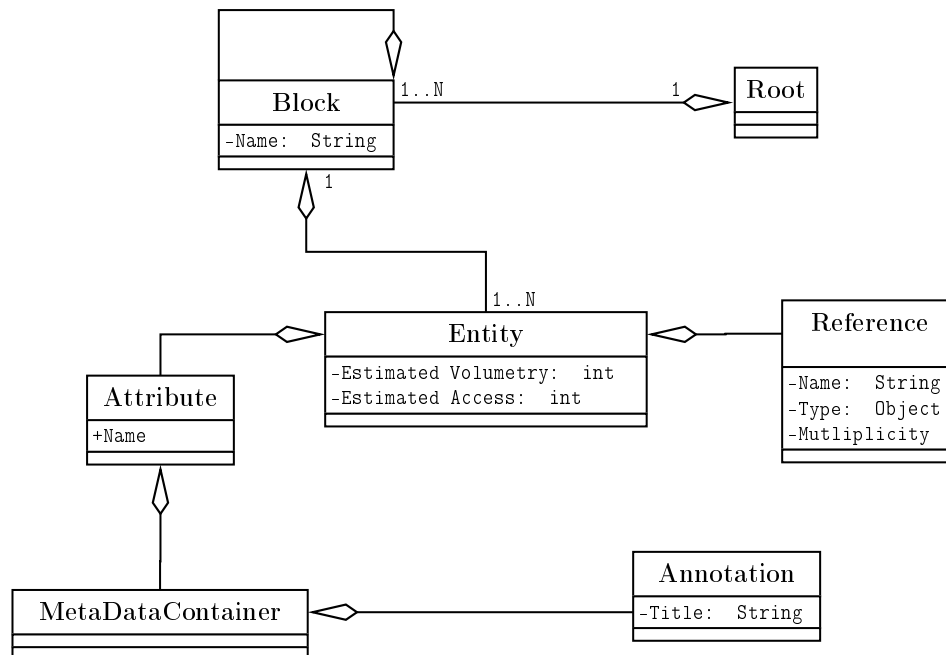 Block
-Name: String
1..N
1
Root
1
1..N
Entity
-Estimated Volumetry: int
-Estimated Access: int
Reference
-Name: String
-Type: Object
-Mutliplicity
Attribute
+Name
MetaDataContainer
Annotation
-Title: String